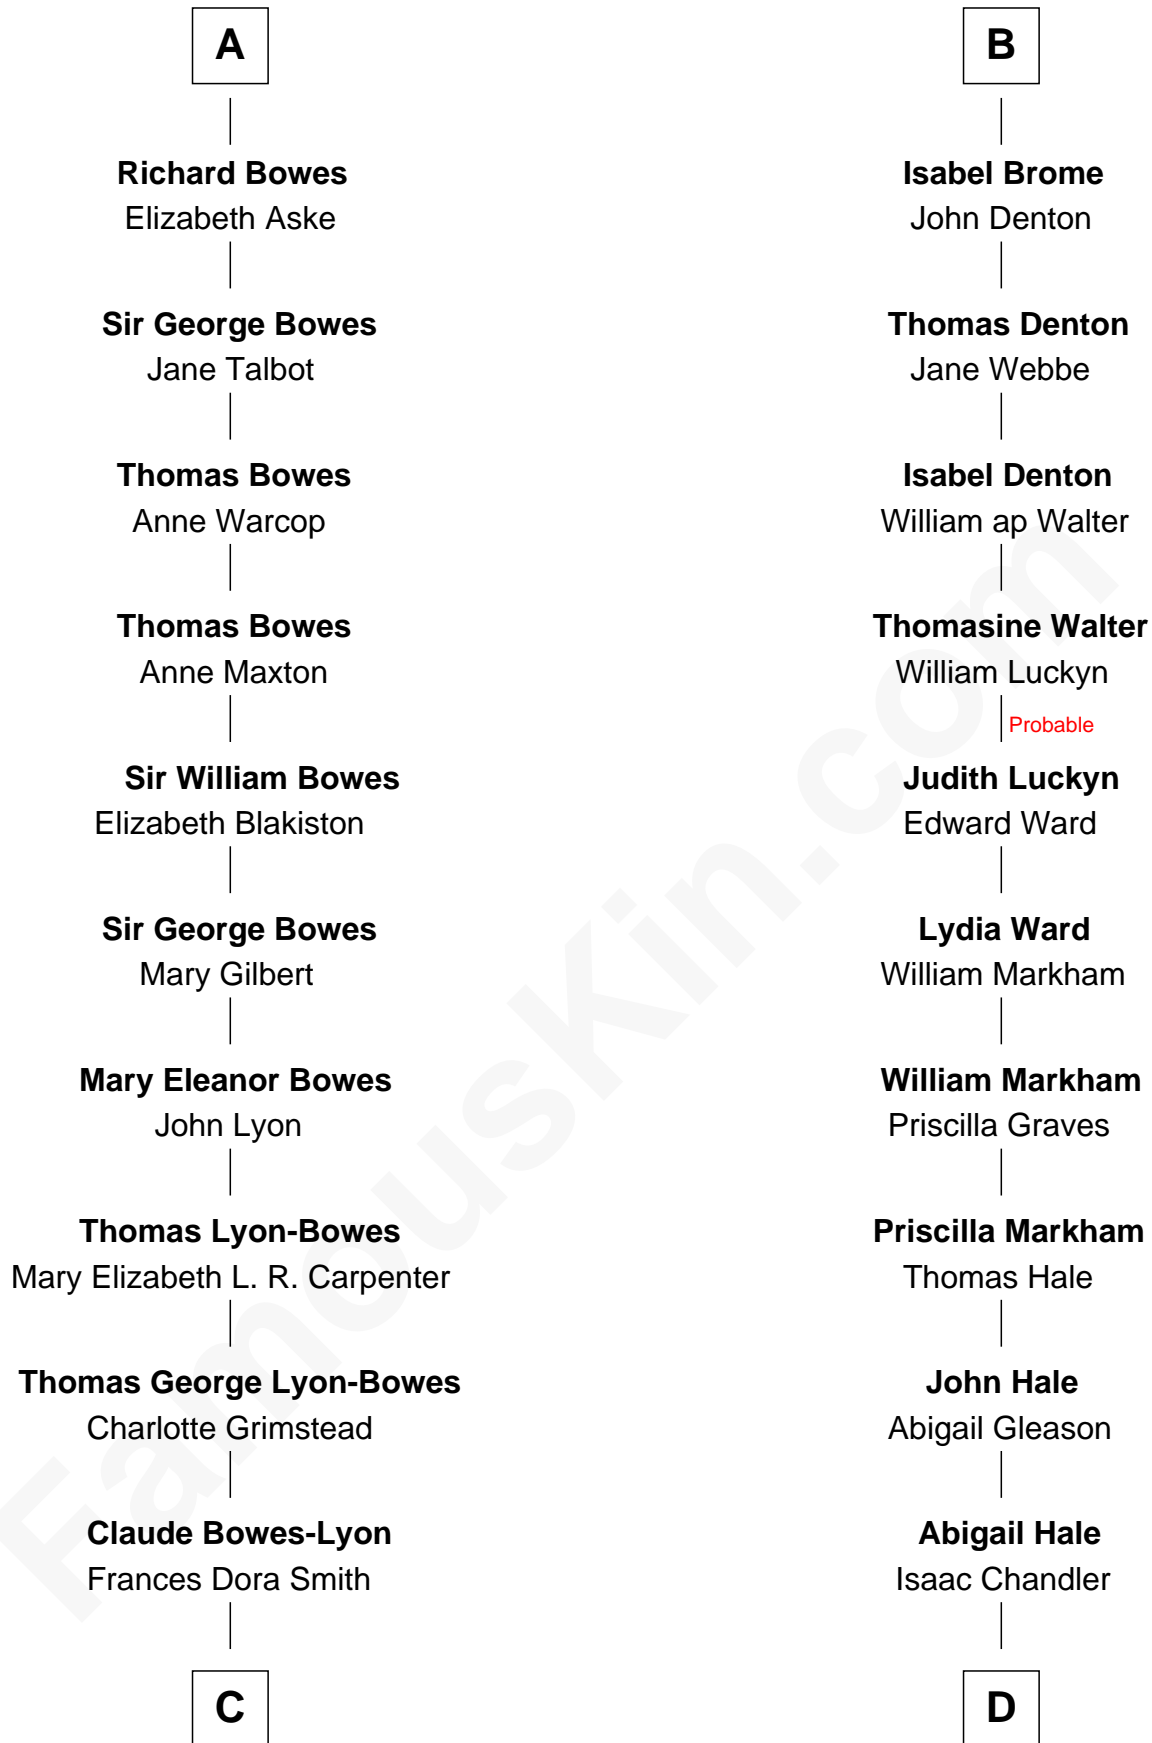 A
Richard Bowes
Elizabeth Aske
Sir George Bowes
Jane Talbot
Thomas Bowes
Anne Warcop
Thomas Bowes
Anne Maxton
Sir William Bowes
Elizabeth Blakiston
Sir George Bowes
Mary Gilbert
Mary Eleanor Bowes
John Lyon
Thomas Lyon-Bowes
Mary Elizabeth L. R. Carpenter
Thomas George Lyon-Bowes
Charlotte Grimstead
Claude Bowes-Lyon
Frances Dora Smith
C
B
Isabel Brome
John Denton
Thomas Denton
Jane Webbe
Isabel Denton
William ap Walter
Thomasine Walter
William Luckyn
Probable
Judith Luckyn
Edward Ward
Lydia Ward
William Markham
William Markham
Priscilla Graves
Priscilla Markham
Thomas Hale
John Hale
Abigail Gleason
Abigail Hale
Isaac Chandler
D
FamousKin.com